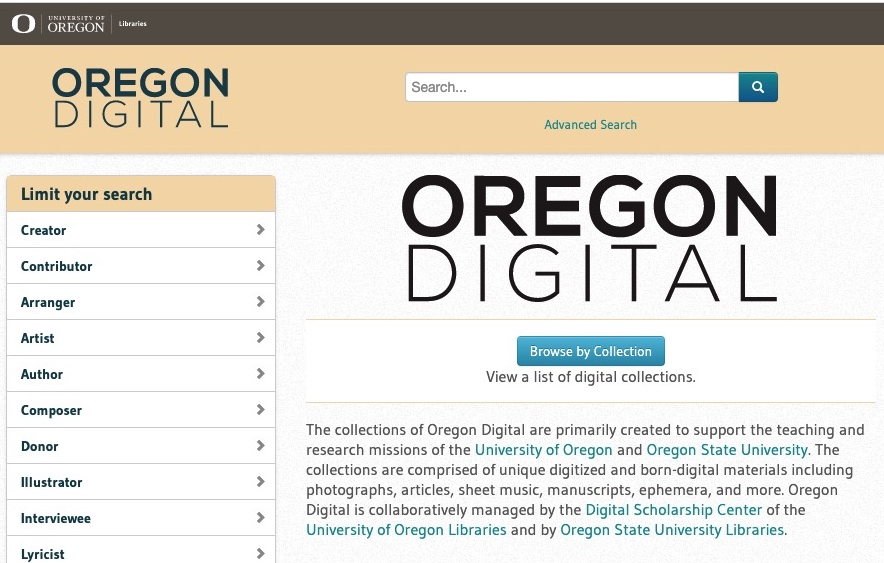 O UNIVERSITY OF OREGON Libraries
OREGON
DIGITAL
Search...
Advanced Search
Limit your search
Creator
Contributor
Arranger
Artist
Author
Composer
Donor
Illustrator
Interviewee
Lyricist
OREGON
DIGITAL
Browse by Collection
View a list of digital collections.
The collections of Oregon Digital are primarily created to support the teaching and
research missions of the University of Oregon and Oregon State University. The
collections are comprised of unique digitized and born-digital materials including
photographs, articles, sheet music, manuscripts, ephemera, and more. Oregon
Digital is collaboratively managed by the Digital Scholarship Center of the
University of Oregon Libraries and by Oregon State University Libraries.